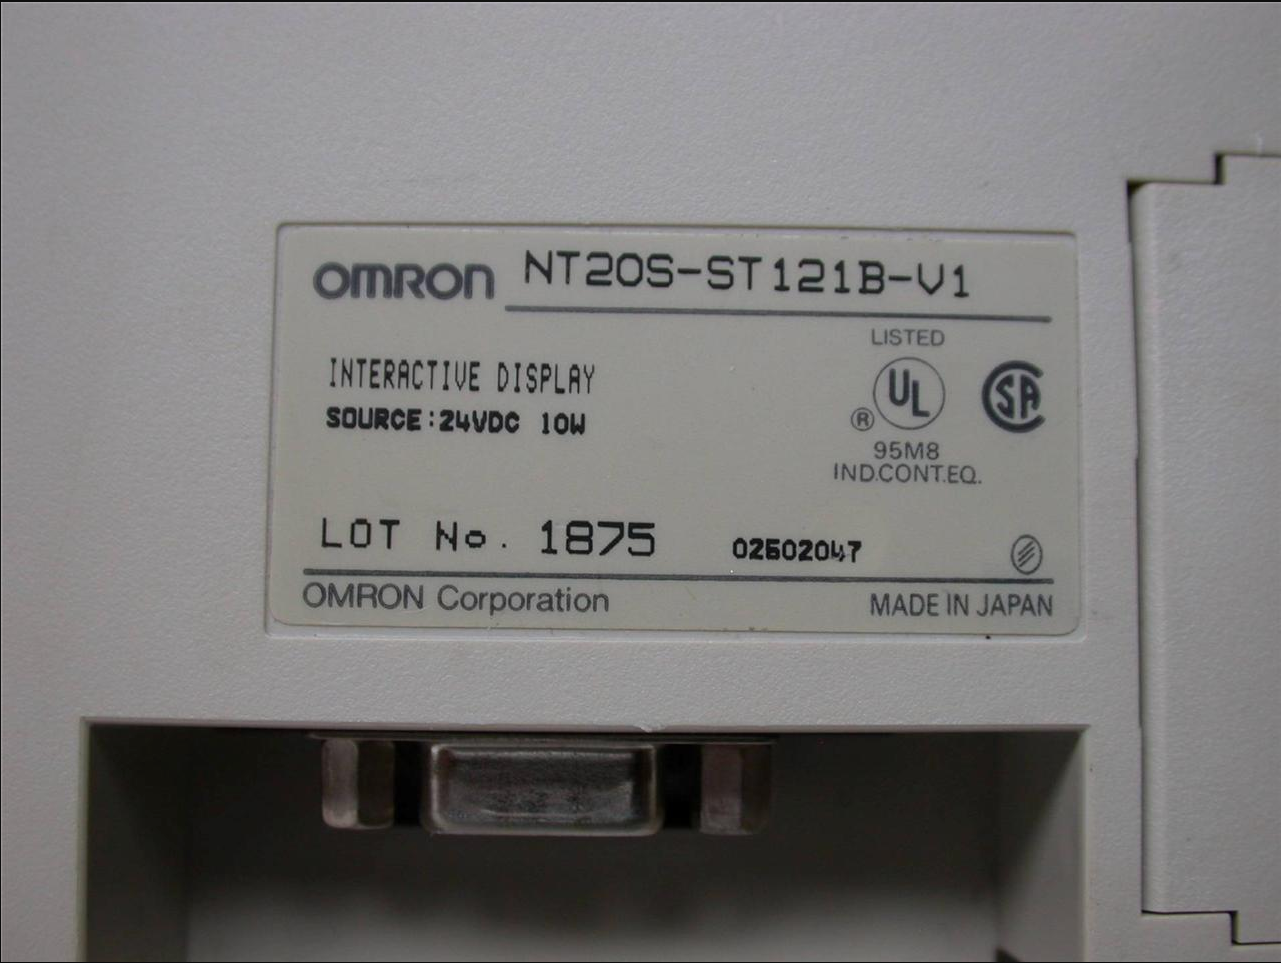 OMRON NT20S-ST121B-V1
LISTED
INTERACTIVE DISPLAY
SOURCE:24VDC 10W
UL
®
SA
95M8
IND.CONT.EQ.
LOT No. 1875
OMRON Corporation
MADE IN JAPAN